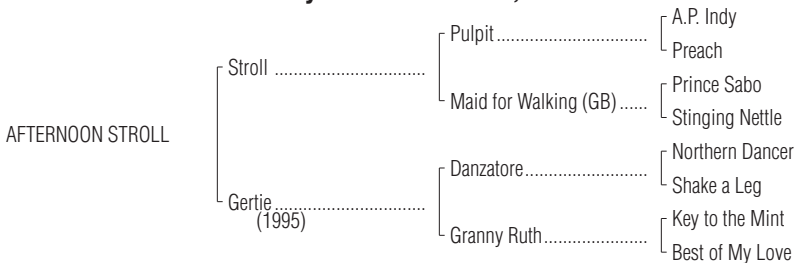 A.P. Indy
Pulpit
Preach
Stroll
Prince Sabo
Maid for Walking (GB)
Stinging Nettle
AFTERNOON STROLL
Northern Dancer
Danzatore
Shake a Leg
Gertie
(1995)
Key to the Mint
Granny Ruth
Best of My Love